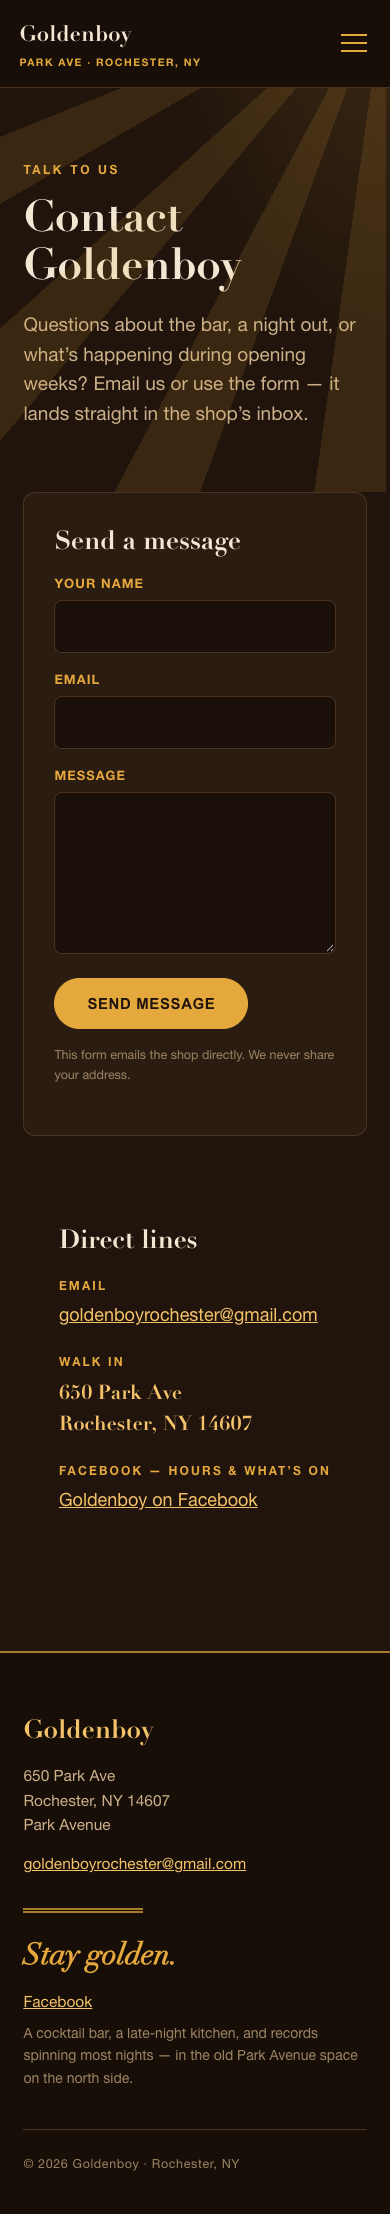 Goldenboy
PARK AVE · ROCHESTER, NY
TALK TO US
Contact
Goldenboy
Questions about the bar, a night out, or
what’s happening during opening
weeks? Email us or use the form — it
lands straight in the shop’s inbox.
Send a message
YOUR NAME
EMAIL
MESSAGE
SEND MESSAGE
This form emails the shop directly. We never share
your address.
Direct lines
EMAIL
goldenboyrochester@gmail.com
WALK IN
650 Park Ave
Rochester, NY 14607
FACEBOOK — HOURS & WHAT’S ON
Goldenboy on Facebook
Goldenboy
650 Park Ave
Rochester, NY 14607
Park Avenue
goldenboyrochester@gmail.com
Stay golden.
Facebook
A cocktail bar, a late-night kitchen, and records
spinning most nights — in the old Park Avenue space
on the north side.
© 2026 Goldenboy · Rochester, NY